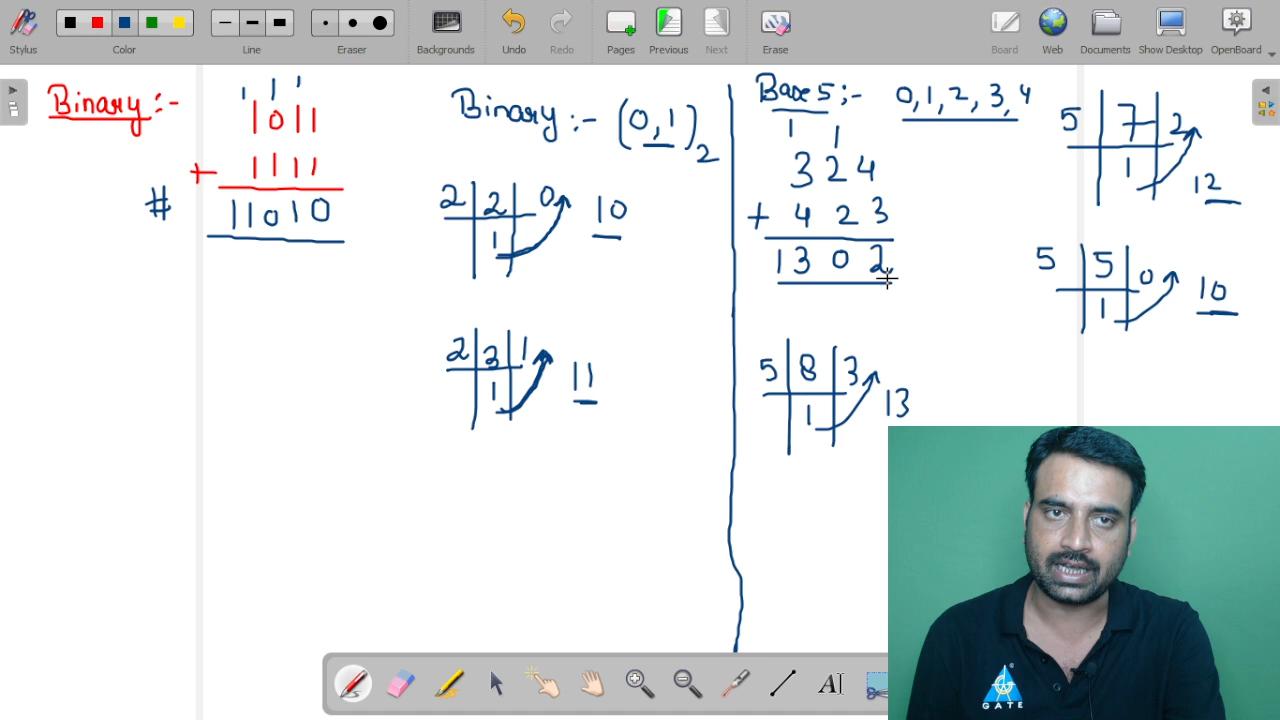 Stylus Color Line Eraser Backgrounds Undo Redo Pages Previous Next Erase Board Web Documents Show Desktop OpenBoard
Binary :-
1 1 1
1 0 1 1
+ 1 1 1 1
# 1 1 0 1 0
Binary :- (0,1)2
2 2 0 10
1
2 3 1 11
1
Base 5 :- 0, 1, 2, 3, 4
1 1
3 2 4
+ 4 2 3
1 3 0 2
5 8 3 13
1
5 7 2
1 12
5 5 0 10
1
AI
GATE